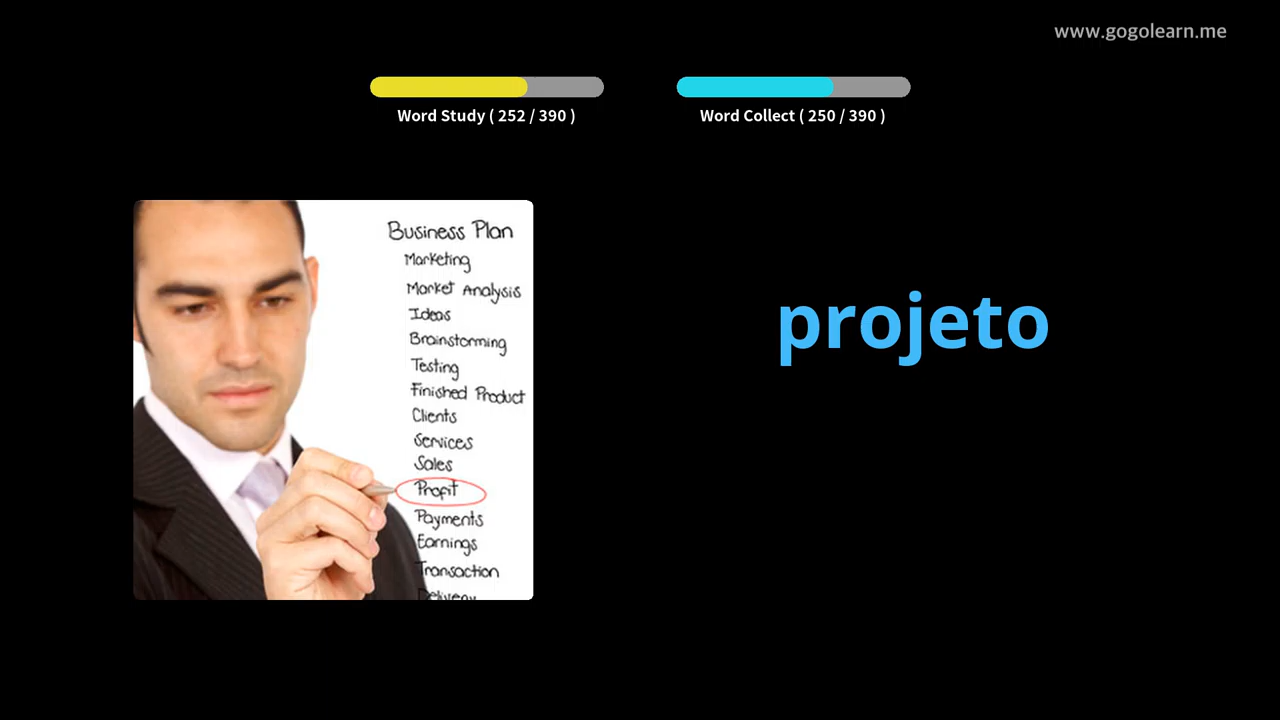 www.gogolearn.me
Word Study ( 252 / 390 )
Word Collect ( 250 / 390 )
Business Plan
Marketing
Market Analysis
Ideas
Brainstorming
Testing
Finished Product
Clients
Services
Sales
Profit
Payments
Earnings
Transaction
Delivery
projeto